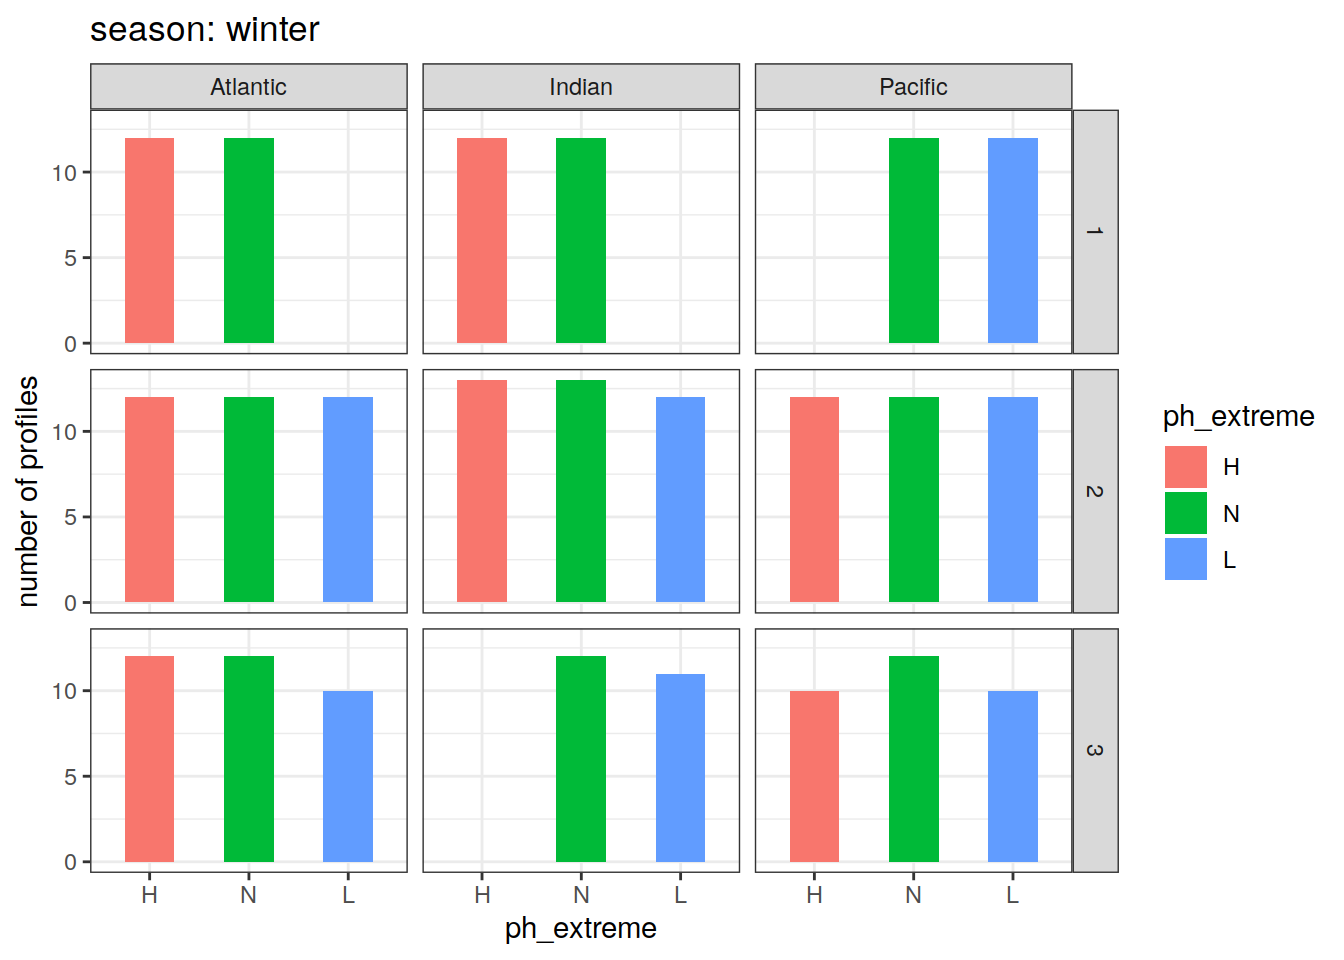 season: winter
Atlantic
Indian
Pacific
10
5
0
1
10
5
0
2
10
5
0
3
number of profiles
H N L
H N L
H N L
ph_extreme
ph_extreme
H
N
L